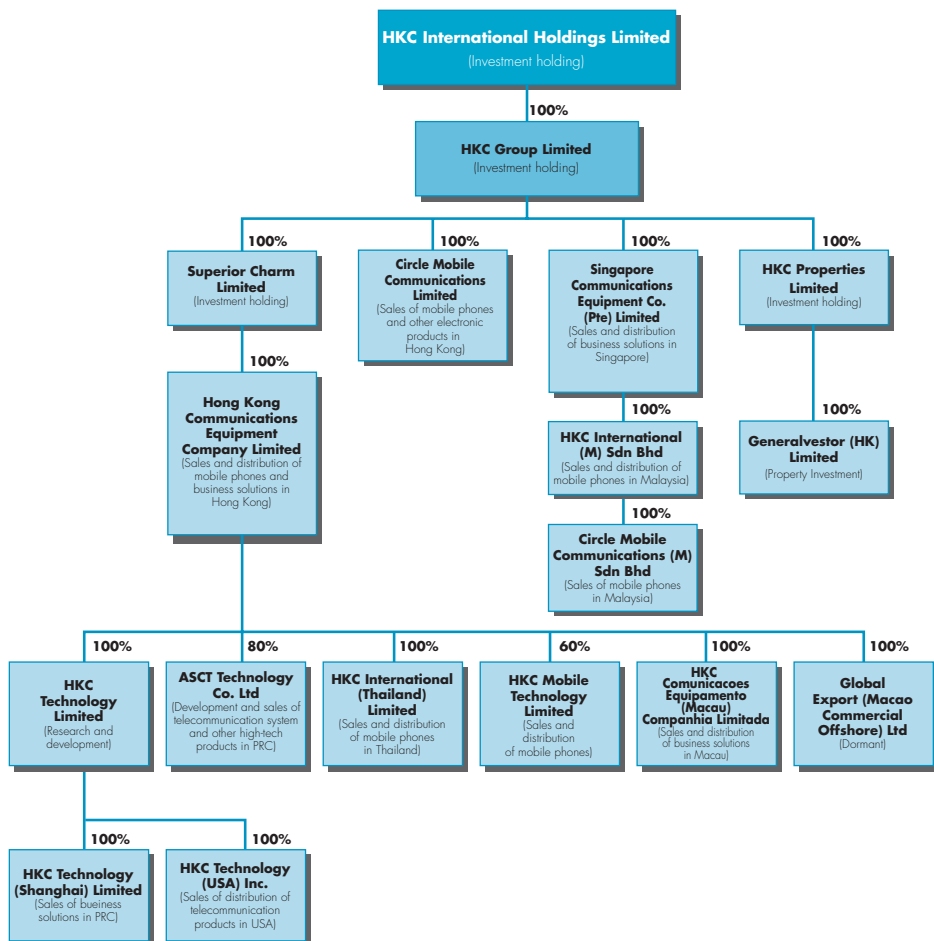 HKC International Holdings Limited
(Investment holding)
100%
HKC Group Limited
(Investment holding)
100%
100%
100%
100%
Superior Charm
Limited
(Investment holding)
Circle Mobile
Communications
Limited
(Sales of mobile phones
and other electronic
products in
Hong Kong)
Singapore
Communications
Equipment Co.
(Pte) Limited
(Sales and distribution
of business solutions in
Singapore)
HKC Properties
Limited
(Investment holding)
100%
100%
100%
Hong Kong
Communications
Equipment
Company Limited
(Sales and distribution of
mobile phones and
business solutions in
Hong Kong)
HKC International
(M) Sdn Bhd
(Sales and distribution of
mobile phones in Malaysia)
Generalvestor (HK)
Limited
(Property Investment)
100%
Circle Mobile
Communications (M)
Sdn Bhd
(Sales of mobile phones
in Malaysia)
100%
80%
100%
60%
100%
100%
HKC
Technology
Limited
(Research and
development)
ASCT Technology
Co. Ltd
(Development and sales of
telecommunication system
and other high-tech
products in PRC)
HKC International
(Thailand)
Limited
(Sales and distribution
of mobile phones
in Thailand)
HKC Mobile
Technology
Limited
(Sales and
distribution
of mobile phones)
HKC
Comunicacoes
Equipamento
(Macau)
Companhia Limitada
(Sales and distribution
of business solutions
in Macau)
Global
Export (Macao
Commercial
Offshore) Ltd
(Dormant)
100%
100%
HKC Technology
(Shanghai) Limited
(Sales of bueiness
solutions in PRC)
HKC Technology
(USA) Inc.
(Sales of distribution of
telecommunication
products in USA)